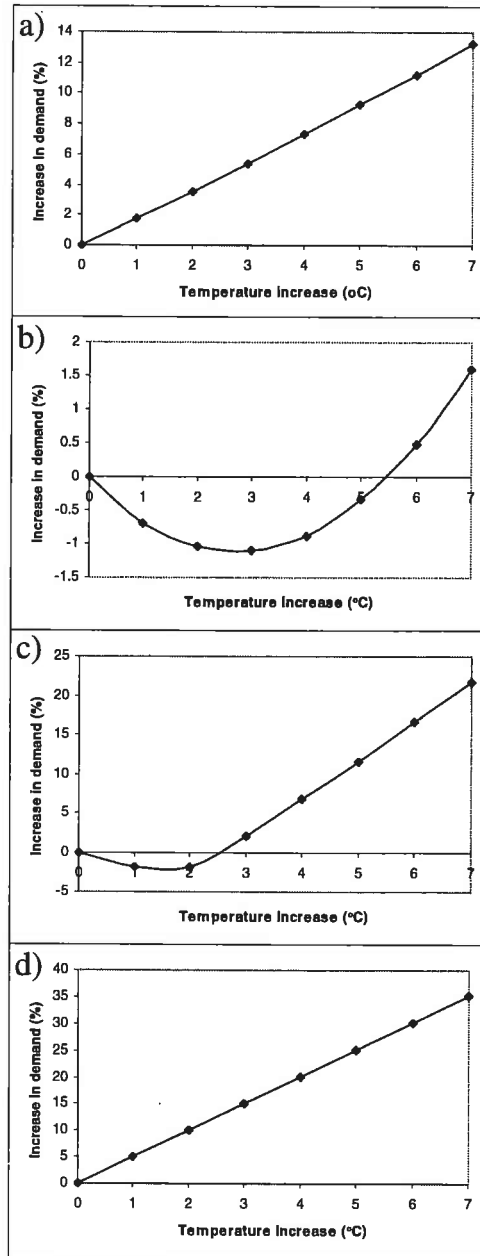 a)
Increase in demand (%)
14
12
10
8
6
4
2
0
0 1 2 3 4 5 6 7
Temperature increase (oC)
b)
Increase in demand (%)
2
1.5
1
0.5
0
-0.5
-1
-1.5
0 1 2 3 4 5 6 7
Temperature increase (°C)
c)
Increase in demand (%)
25
20
15
10
5
0
-5
0 1 2 3 4 5 6 7
Temperature increase (°C)
d)
Increase in demand (%)
40
35
30
25
20
15
10
5
0
0 1 2 3 4 5 6 7
Temperature increase (°C)